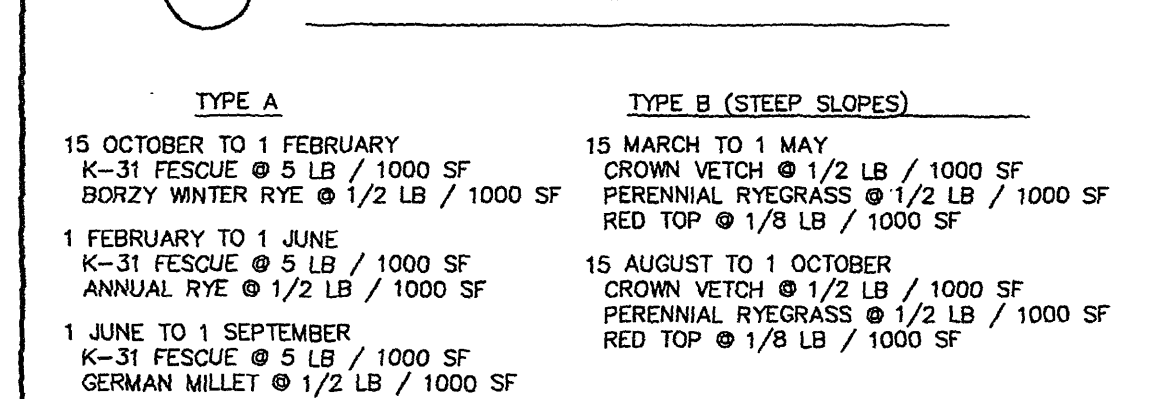 TYPE A
15 OCTOBER TO 1 FEBRUARY
K-31 FESCUE @ 5 LB / 1000 SF
BORZY WINTER RYE @ 1/2 LB / 1000 SF
1 FEBRUARY TO 1 JUNE
K-31 FESCUE @ 5 LB / 1000 SF
ANNUAL RYE @ 1/2 LB / 1000 SF
1 JUNE TO 1 SEPTEMBER
K-31 FESCUE @ 5 LB / 1000 SF
GERMAN MILLET @ 1/2 LB / 1000 SF
TYPE B (STEEP SLOPES)
15 MARCH TO 1 MAY
CROWN VETCH @ 1/2 LB / 1000 SF
PERENNIAL RYEGRASS @ 1/2 LB / 1000 SF
RED TOP @ 1/8 LB / 1000 SF
15 AUGUST TO 1 OCTOBER
CROWN VETCH @ 1/2 LB / 1000 SF
PERENNIAL RYEGRASS @ 1/2 LB / 1000 SF
RED TOP @ 1/8 LB / 1000 SF